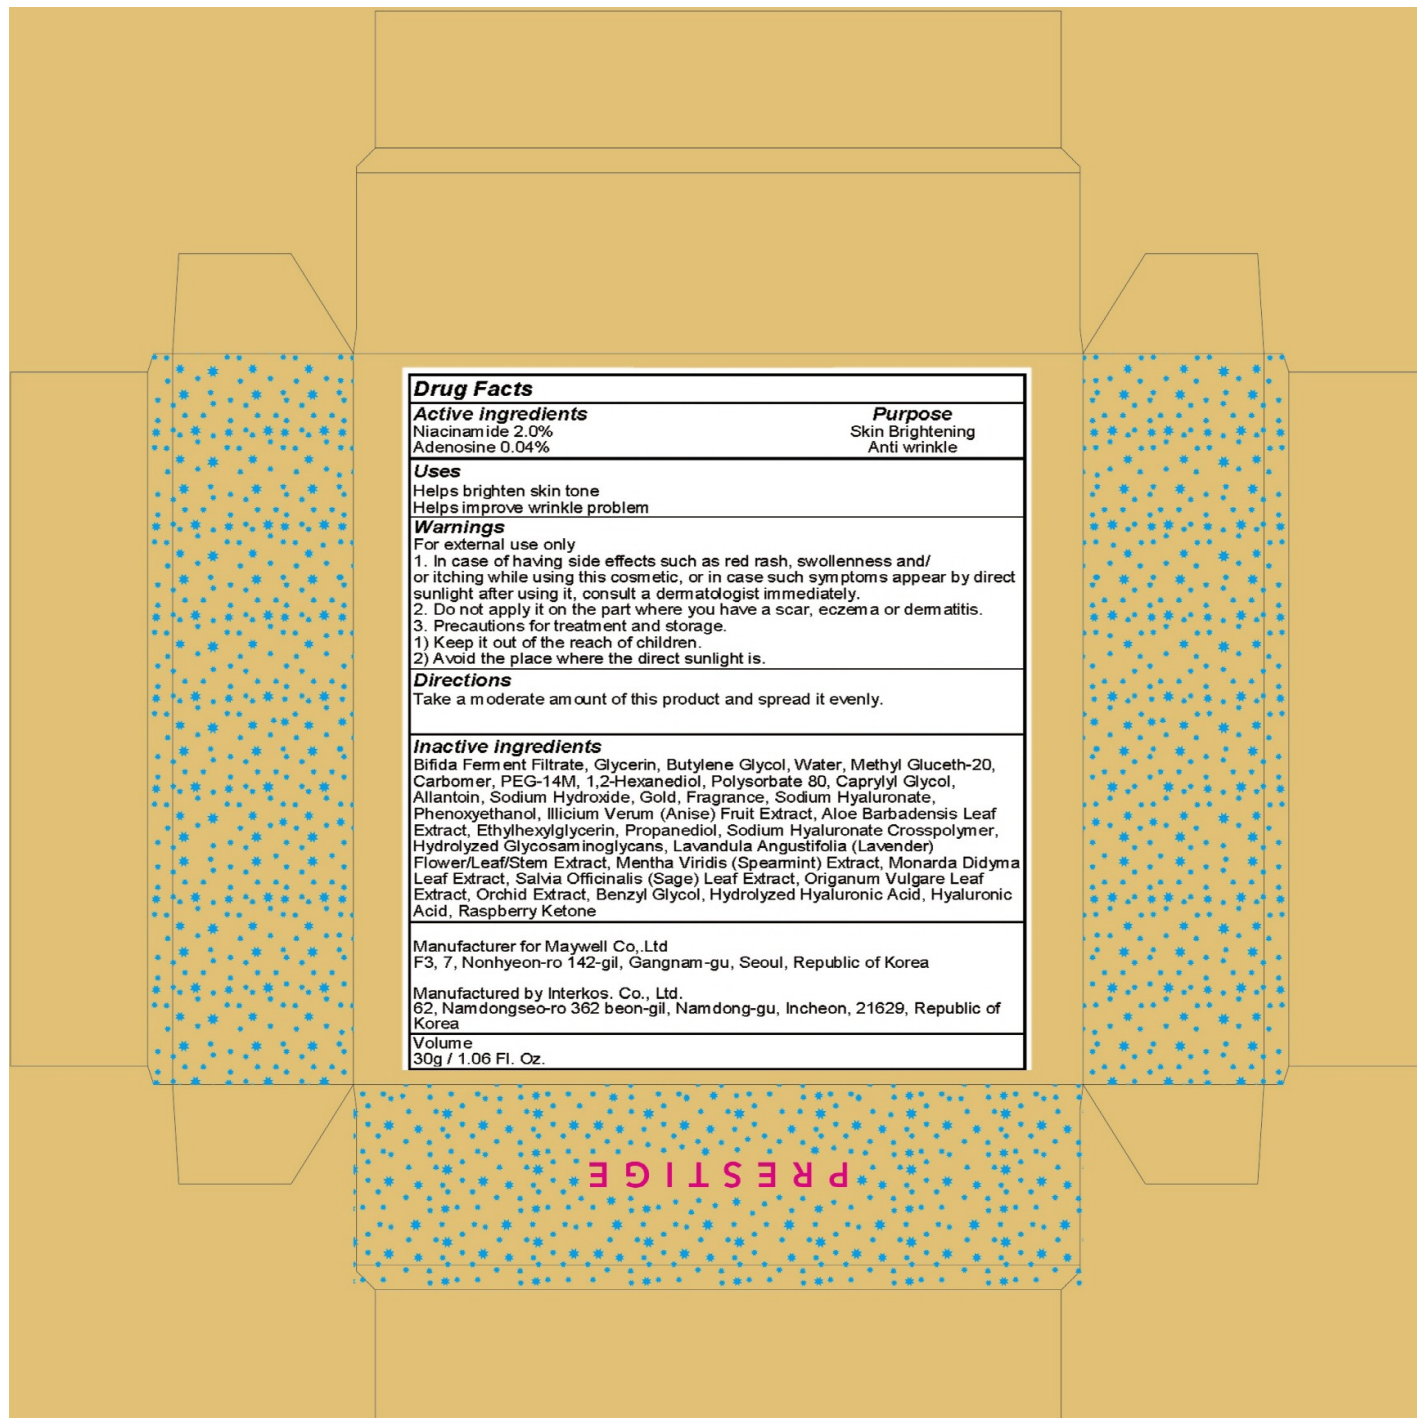 Drug Facts
Active ingredients Purpose
Niacinamide 2.0% Skin Brightening
Adenosine 0.04% Anti wrinkle
Uses
Helps brighten skin tone
Helps improve wrinkle problem
Warnings
For external use only
1. In case of having side effects such as red rash, swollenness and/
or itching while using this cosmetic, or in case such symptoms appear by direct
sunlight after using it, consult a dermatologist immediately.
2. Do not apply it on the part where you have a scar, eczema or dermatitis.
3. Precautions for treatment and storage.
1) Keep it out of the reach of children.
2) Avoid the place where the direct sunlight is.
Directions
Take a moderate amount of this product and spread it evenly.
Inactive ingredients
Bifida Ferment Filtrate, Glycerin, Butylene Glycol, Water, Methyl Gluceth-20,
Carbomer, PEG-14M, 1,2-Hexanediol, Polysorbate 80, Caprylyl Glycol,
Allantoin, Sodium Hydroxide, Gold, Fragrance, Sodium Hyaluronate,
Phenoxyethanol, Illicium Verum (Anise) Fruit Extract, Aloe Barbadensis Leaf
Extract, Ethylhexylglycerin, Propanediol, Sodium Hyaluronate Crosspolymer,
Hydrolyzed Glycosaminoglycans, Lavandula Angustifolia (Lavender)
Flower/Leaf/Stem Extract, Mentha Viridis (Spearmint) Extract, Monarda Didyma
Leaf Extract, Salvia Officinalis (Sage) Leaf Extract, Origanum Vulgare Leaf
Extract, Orchid Extract, Benzyl Glycol, Hydrolyzed Hyaluronic Acid, Hyaluronic
Acid, Raspberry Ketone
Manufacturer for Maywell Co,.Ltd
F3, 7, Nonhyeon-ro 142-gil, Gangnam-gu, Seoul, Republic of Korea
Manufactured by Interkos. Co., Ltd.
62, Namdongseo-ro 362 beon-gil, Namdong-gu, Incheon, 21629, Republic of
Korea
Volume
30g / 1.06 Fl. Oz.
PRESTIGE